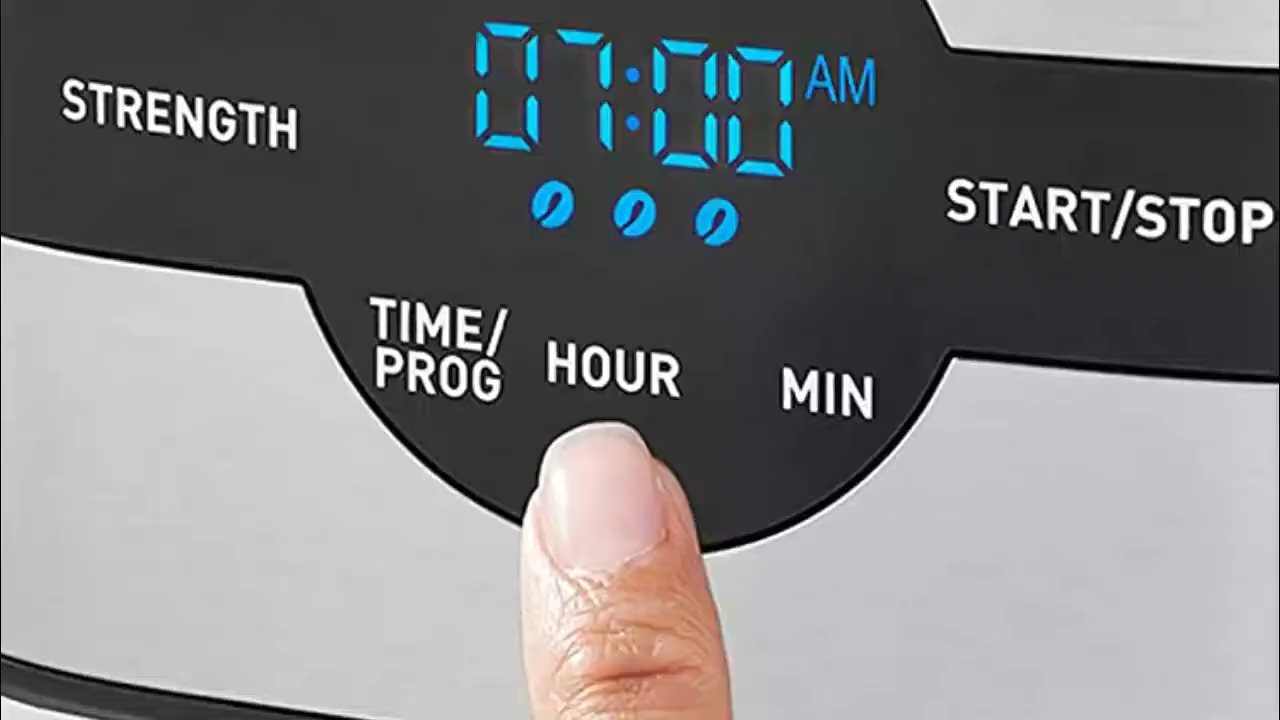 07:00 AM
STRENGTH
START/STOP
TIME/
PROG
HOUR
MIN